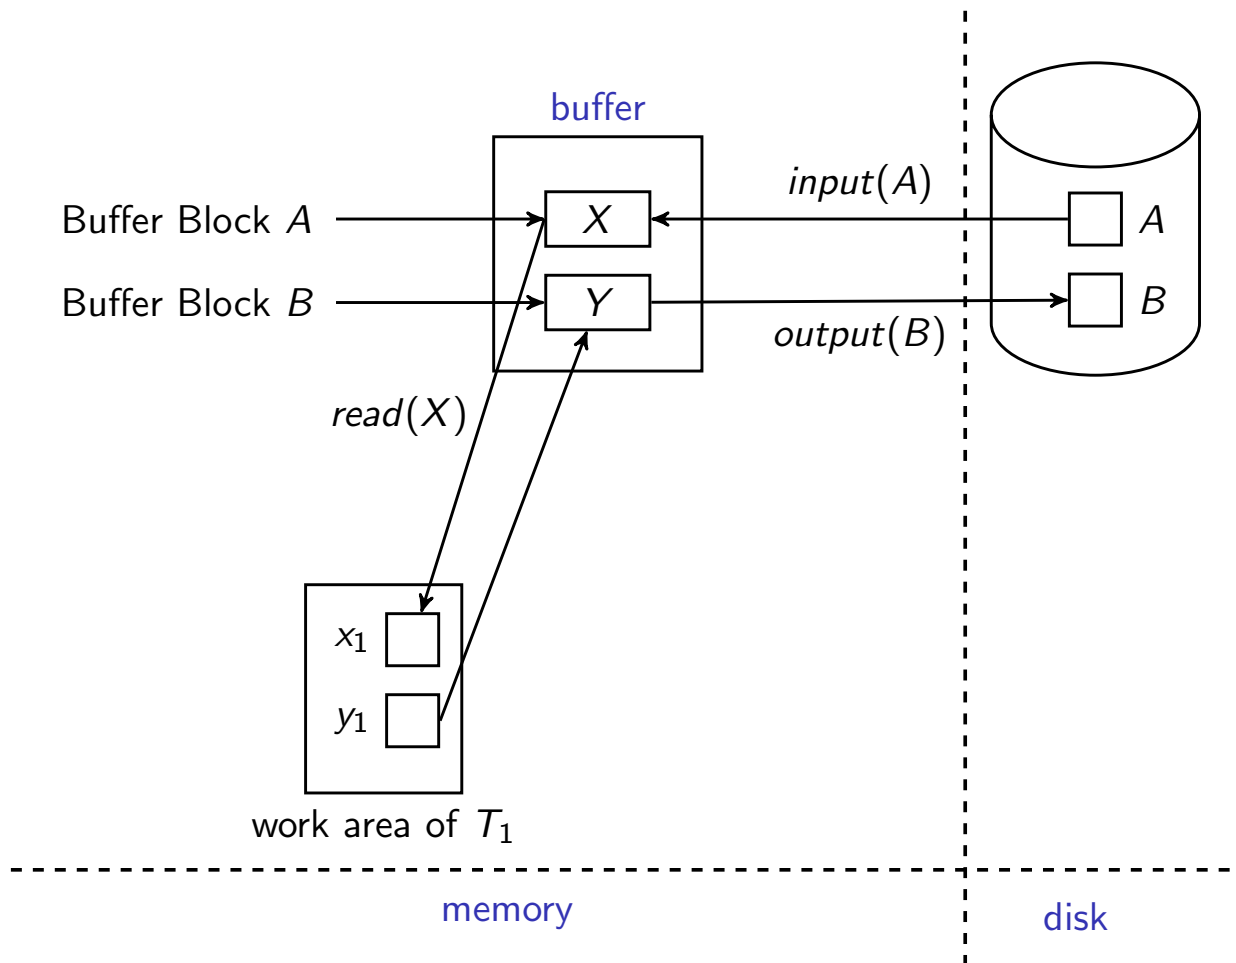 buffer
input(A)
Buffer Block A
X
A
Buffer Block B
Y
B
output(B)
read(X)
x₁
y₁
work area of T₁
memory
disk